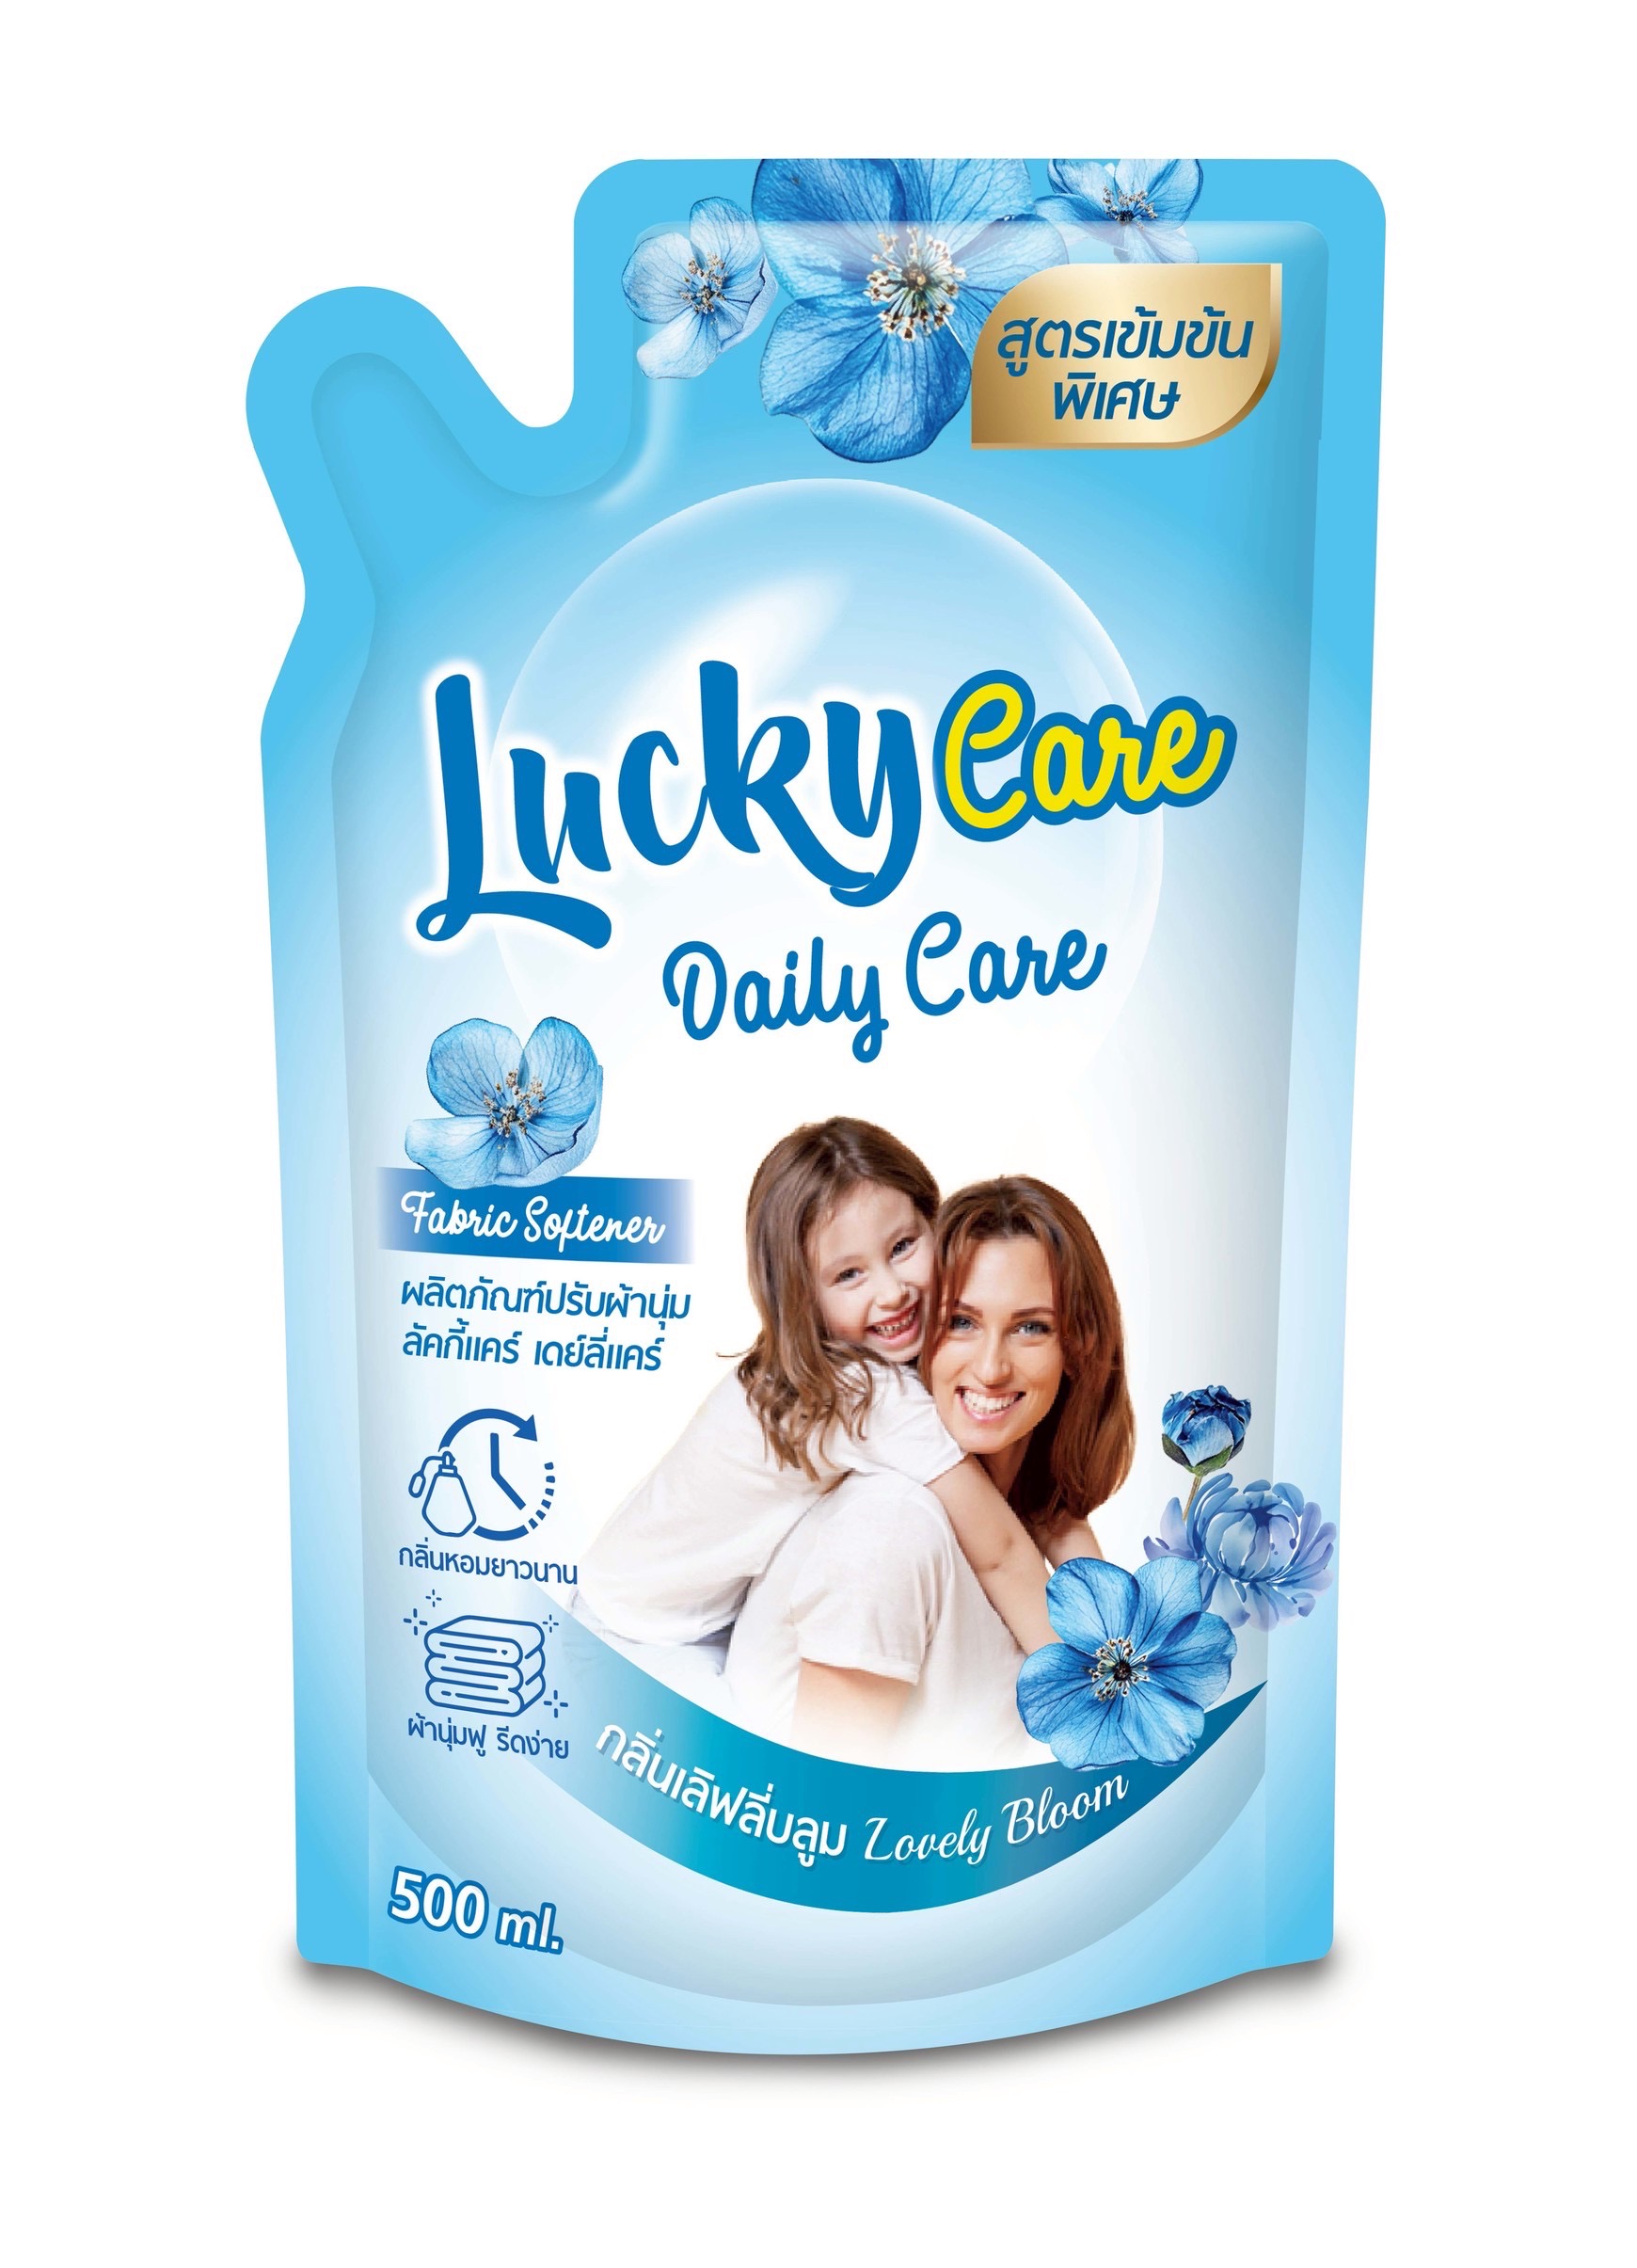 สูตรเข้มข้น
พิเศษ
Lucky Care
Daily Care
Fabric Softener
ผลิตภัณฑ์ปรับผ้านุ่ม
ลัคกี้แคร์ เดย์ลี่แคร์
กลิ่นหอมยาวนาน
ผ้านุ่มฟู รีดง่าย
กลิ่นเลิฟลี่บลูม Lovely Bloom
500 ml.